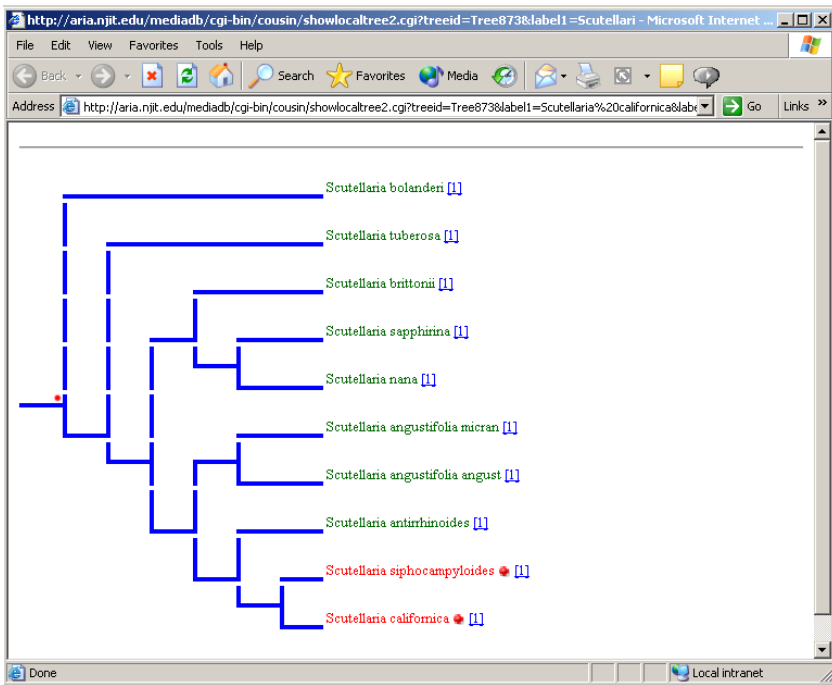 http://aria.njit.edu/mediadb/cgi-bin/cousin/showlocaltree2.cgi?treeid=Tree873&label1=Scutellari - Microsoft Internet ...
File Edit View Favorites Tools Help
Back Search Favorites Media
Address http://aria.njit.edu/mediadb/cgi-bin/cousin/showlocaltree2.cgi?treeid=Tree873&label1=Scutellaria%20californica&labe Go Links »
Scutellaria bolanderi [1]
Scutellaria tuberosa [1]
Scutellaria brittonii [1]
Scutellaria sapphirina [1]
Scutellaria nana [1]
Scutellaria angustifolia micran [1]
Scutellaria angustifolia angust [1]
Scutellaria antirrhinoides [1]
Scutellaria siphocampyloides [1]
Scutellaria californica [1]
Done Local intranet